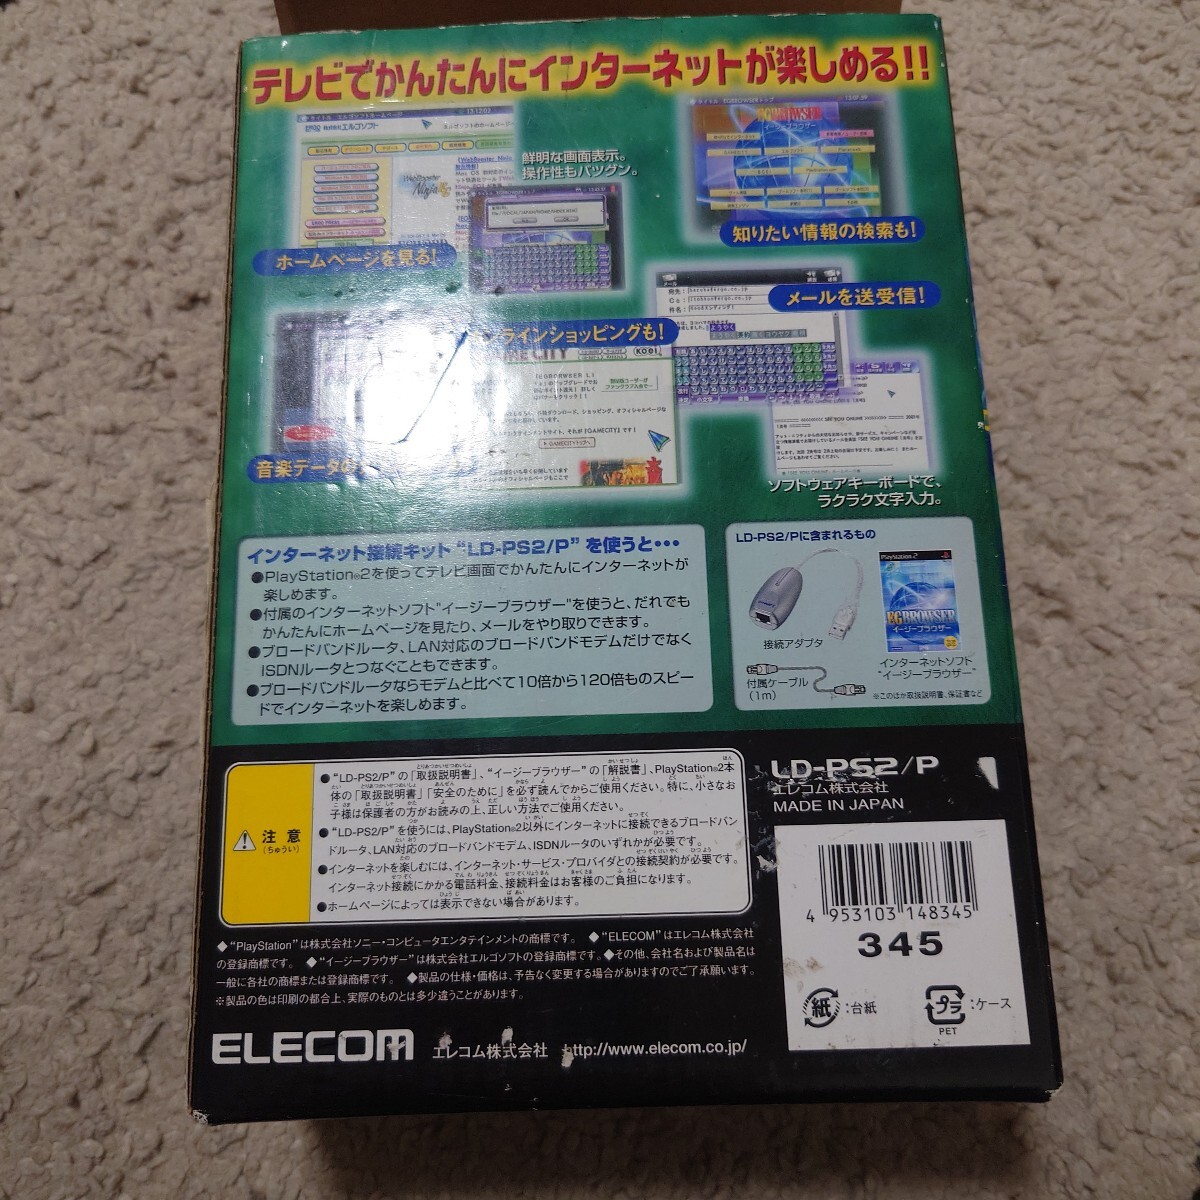 テレビでかんたんにインターネットが楽しめる!!
鮮明な画面表示。
操作性もバツグン。
ホームページを見る!
知りたい情報の検索も!
メールを送受信!
ラインショッピングも!
音楽データの
ソフトウェアキーボードで、
ラクラク文字入力。
インターネット接続キット“LD-PS2/P”を使うと・・・
●PlayStation®2を使ってテレビ画面でかんたんにインターネットが
楽しめます。
●付属のインターネットソフト"イージーブラウザー"を使うと、だれでも
かんたんにホームページを見たり、メールをやり取りできます。
●ブロードバンドルータ、LAN対応のブロードバンドモデムだけでなく
ISDNルータとつなぐこともできます。
●ブロードバンドルータならモデムと比べて10倍から120倍ものスピー
ドでインターネットを楽しめます。
LD-PS2/Pに含まれるもの
PlayStation 2
EGBROWSER
イージーブラウザー
接続アダプタ
付属ケーブル
(1m)
インターネットソフト
“イージーブラウザー”
※このほか取扱説明書、保証書など
注意
(ちゅうい)
●“LD-PS2/P”の「取扱説明書」、“イージーブラウザー”の「解説書」、PlayStation®2本
体の「取扱説明書」「安全のために」を必ず読んでからご使用ください。特に、小さなお
子様は保護者の方がお読みの上、正しい方法でご使用ください。
●“LD-PS2/P”を使うには、PlayStation®2以外にインターネットに接続できるブロードバン
ドルータ、LAN対応のブロードバンドモデム、ISDNルータのいずれかが必要です。
●インターネットを楽しむには、インターネット・サービス・プロバイダとの接続契約が必要です。
インターネット接続にかかる電話料金、接続料金はお客様のご負担になります。
●ホームページによっては表示できない場合があります。
LD-PS2/P
エレコム株式会社
MADE IN JAPAN
4 953103 148345
345
紙:台紙
プラ:ケース
PET
◆“PlayStation”は株式会社ソニー・コンピュータエンタテインメントの商標です。 ◆“ELECOM”はエレコム株式会社
の登録商標です。 ◆“イージーブラウザー”は株式会社エルゴソフトの登録商標です。◆その他、会社名および製品名は
一般に各社の商標または登録商標です。 ◆製品の仕様・価格は、予告なく変更する場合がありますのでご了承願います。
※製品の色は印刷の都合上、実際のものとは多少違うことがあります。
ELECOM エレコム株式会社 http://www.elecom.co.jp/